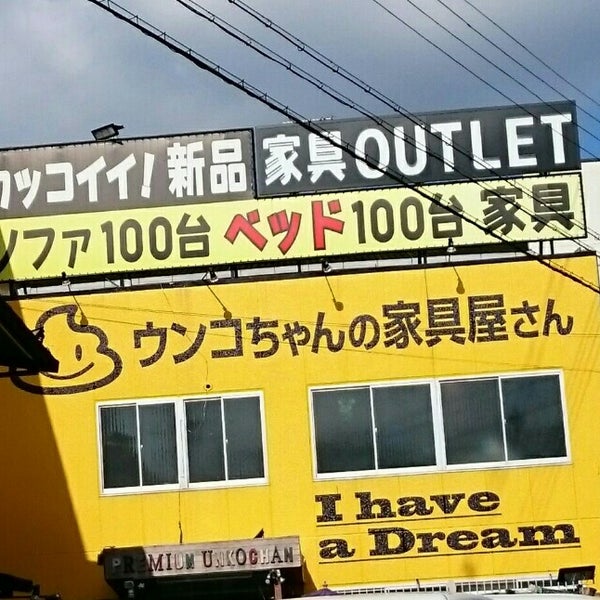 カッコイイ！新品 家具OUTLET
ソファ100台 ベッド100台 家具
ウンコちゃんの家具屋さん
I have
a Dream
PREMIUM UNKOCHAN